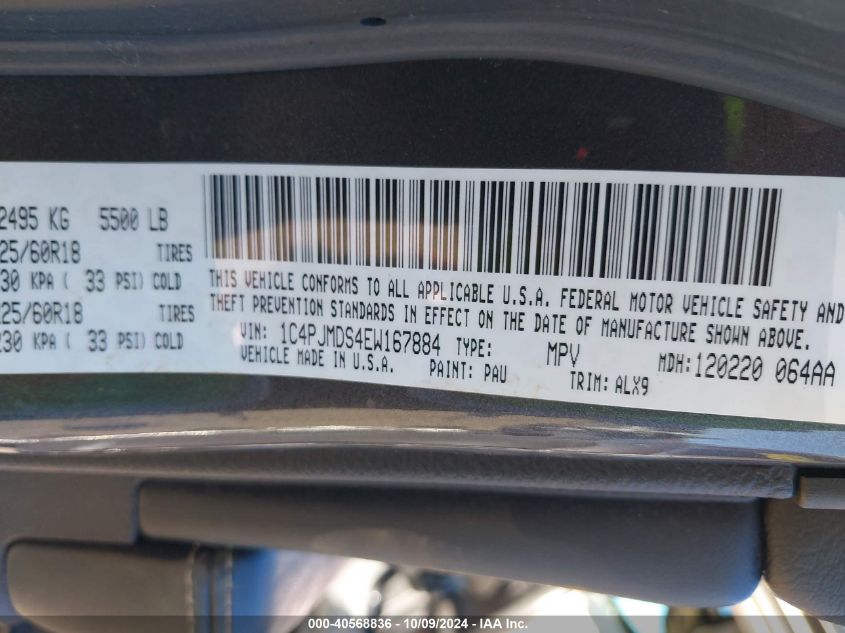 2495 KG 5500 LB
25/60R18 TIRES
30 KPA ( 33 PSI) COLD
225/60R18 TIRES
230 KPA ( 33 PSI) COLD
THIS VEHICLE CONFORMS TO ALL APPLICABLE U.S.A. FEDERAL MOTOR VEHICLE SAFETY AND
THEFT PREVENTION STANDARDS IN EFFECT ON THE DATE OF MANUFACTURE SHOWN ABOVE.
VIN: 1C4PJMDS4EW167884 TYPE: MPV MDH:120220 064AA
VEHICLE MADE IN U.S.A. PAINT: PAU TRIM: ALX9
000-40568836 - 10/09/2024 - IAA Inc.